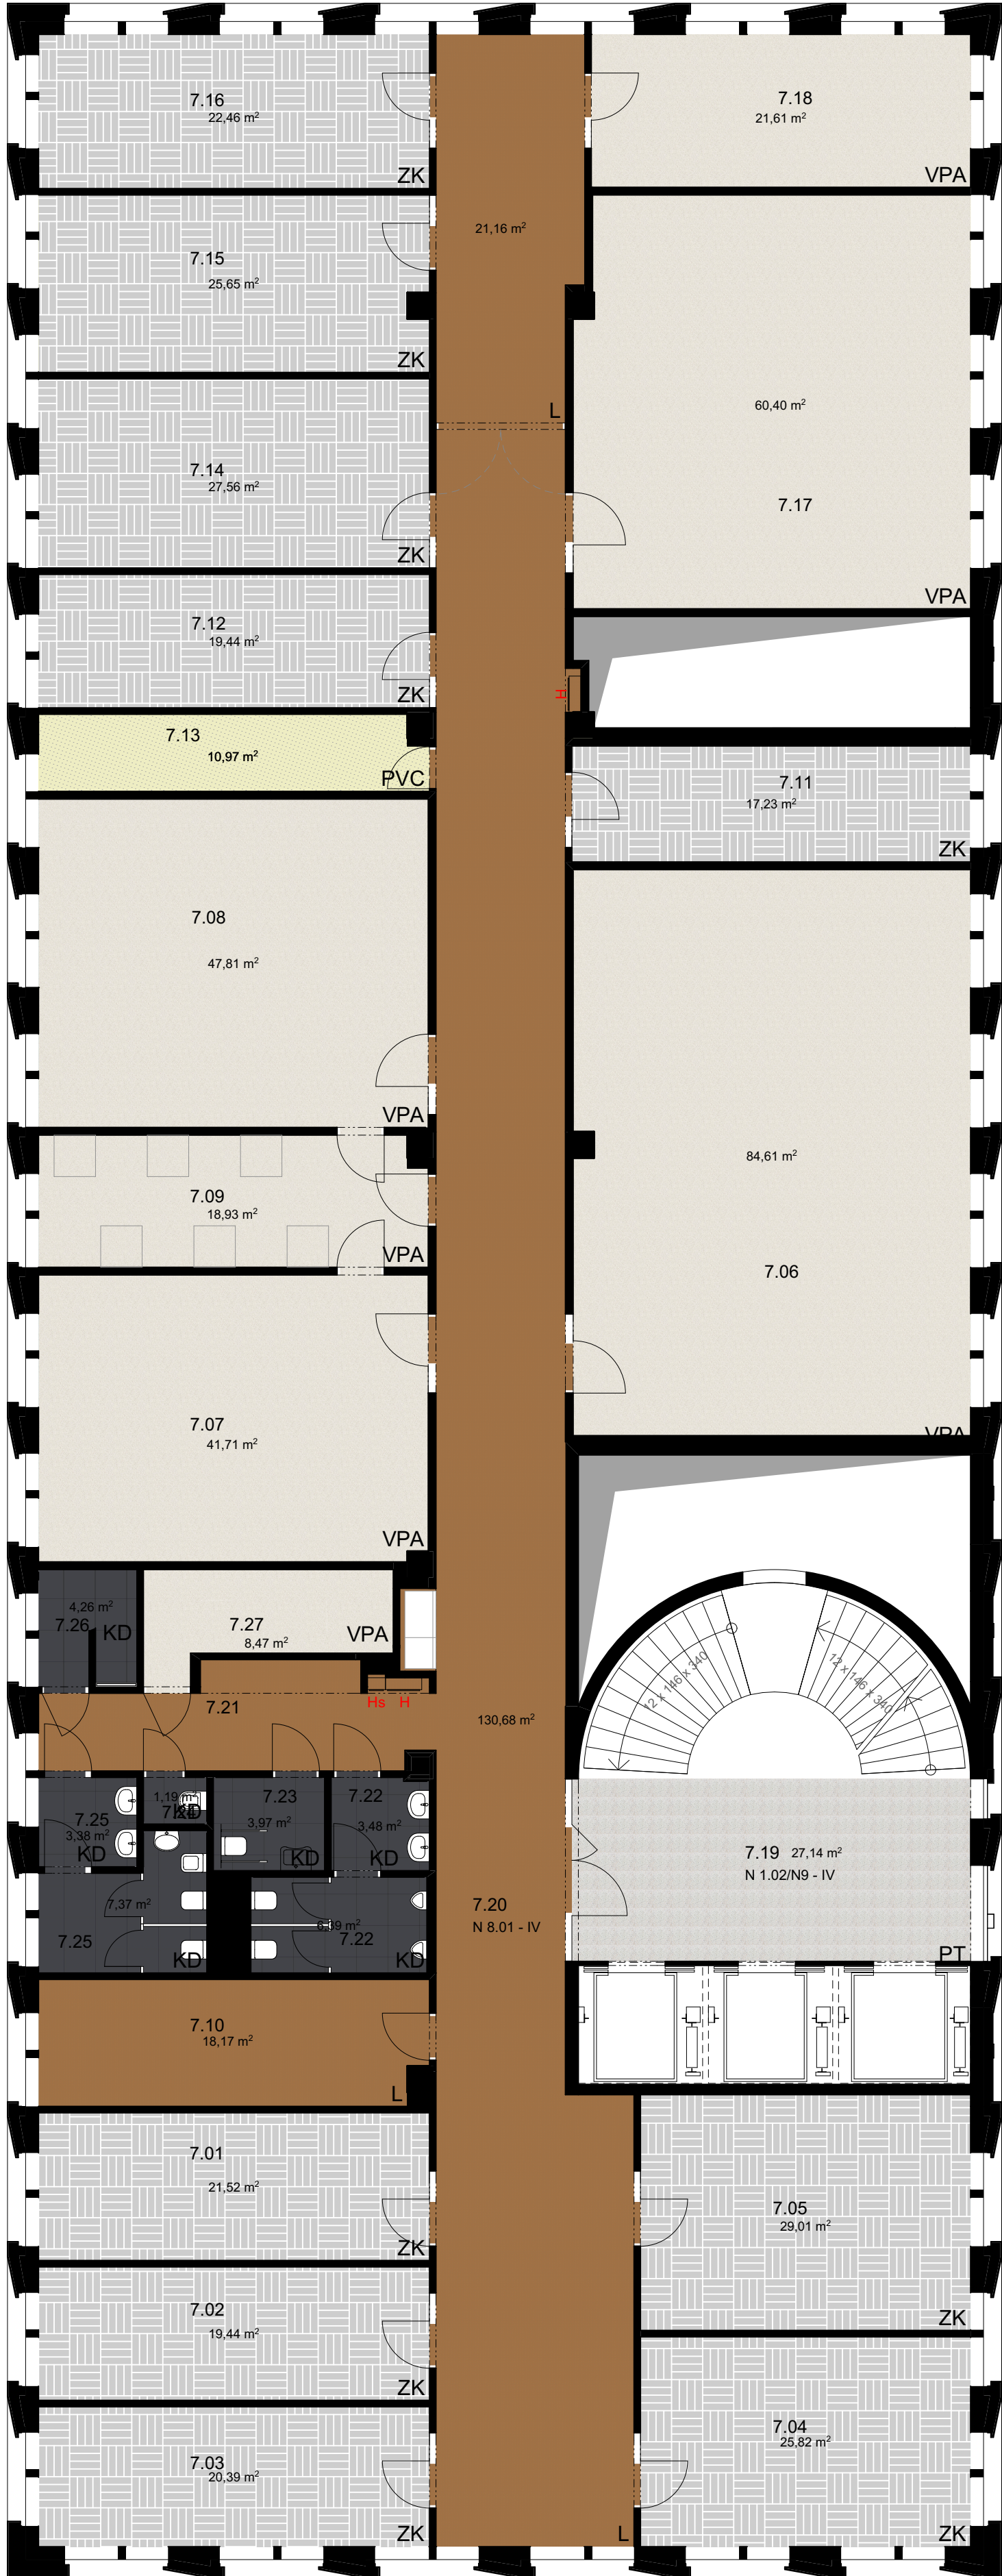 7.16
22,46 m²
ZK
7.18
21,61 m²
VPA
21,16 m²
7.15
25,65 m²
ZK
60,40 m²
L
7.14
27,56 m²
ZK
7.17
VPA
7.12
19,44 m²
ZK
H
7.13
10,97 m²
PVC
7.11
17,23 m²
ZK
7.08
47,81 m²
VPA
84,61 m²
7.09
18,93 m²
VPA
7.06
VPA
7.07
41,71 m²
VPA
4,26 m²
7.26
KD
7.27
8,47 m²
VPA
12 x 146 x 340
12 x 146 x 340
7.21
Hs H
130,68 m²
7.25
3,38 m²
KD
1,19 m²
KD
7.23
3,97 m²
KD
7.22
3,48 m²
KD
7.19 27,14 m²
N 1.02/N9 - IV
PT
7,37 m²
7.25
KD
7.22
KD
7.20
N 8.01 - IV
7.10
18,17 m²
L
7.01
21,52 m²
ZK
7.05
29,01 m²
ZK
7.02
19,44 m²
ZK
7.03
20,39 m²
ZK
7.04
25,82 m²
ZK
L